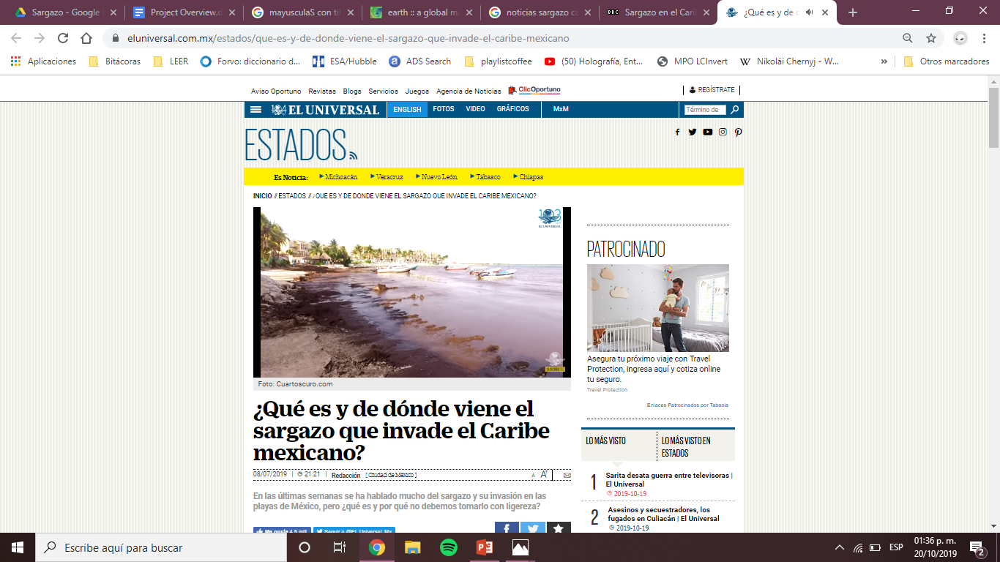 Sargazo - Google
Project Overview.d
mayusculaS con ti
earth :: a global m
noticias sargazo ca
BBC Sargazo en el Cari
¿Qué es y de
eluniversal.com.mx/estados/que-es-y-de-donde-viene-el-sargazo-que-invade-el-caribe-mexicano
Aplicaciones
Bitácoras
LEER
Forvo: diccionario d...
ESA/Hubble
ADS Search
playlistcoffee
(50) Holografía, Ent...
MPO LCInvert
Nikolái Chernyj - W...
»
Otros marcadores
Aviso Oportuno Revistas Blogs Servicios Juegos Agencia de Noticias ClicOportuno
REGÍSTRATE
EL UNIVERSAL
ENGLISH FOTOS VIDEO GRÁFICOS MxM
Término de
ESTADOS
Es Noticia: Michoacán Veracruz Nuevo León Tabasco Chiapas
INICIO // ESTADOS // ¿QUE ES Y DE DONDE VIENE EL SARGAZO QUE INVADE EL CARIBE MEXICANO?
103
EL UNIVERSAL
Foto: Cuartoscuro.com
¿Qué es y de dónde viene el
sargazo que invade el Caribe
mexicano?
08/07/2019 | 21:21 | Redacción [ Ciudad de México ]
A A
En las últimas semanas se ha hablado mucho del sargazo y su invasión en las
playas de México, pero ¿qué es y por qué no debemos tomarlo con ligereza?
Me gusta 4.5 mill
Seguir a @El_Universal_Mx
PATROCINADO
Asegura tu próximo viaje con Travel
Protection, ingresa aquí y cotiza online
tu seguro.
Travel Protection
Enlaces Patrocinados por Taboola
LO MÁS VISTO
LO MÁS VISTO EN
ESTADOS
1 Sarita desata guerra entre televisoras |
El Universal
2019-10-19
2 Asesinos y secuestradores, los
fugados en Culiacán | El Universal
2019-10-19
Escribe aquí para buscar
ESP
01:36 p. m.
20/10/2019
2